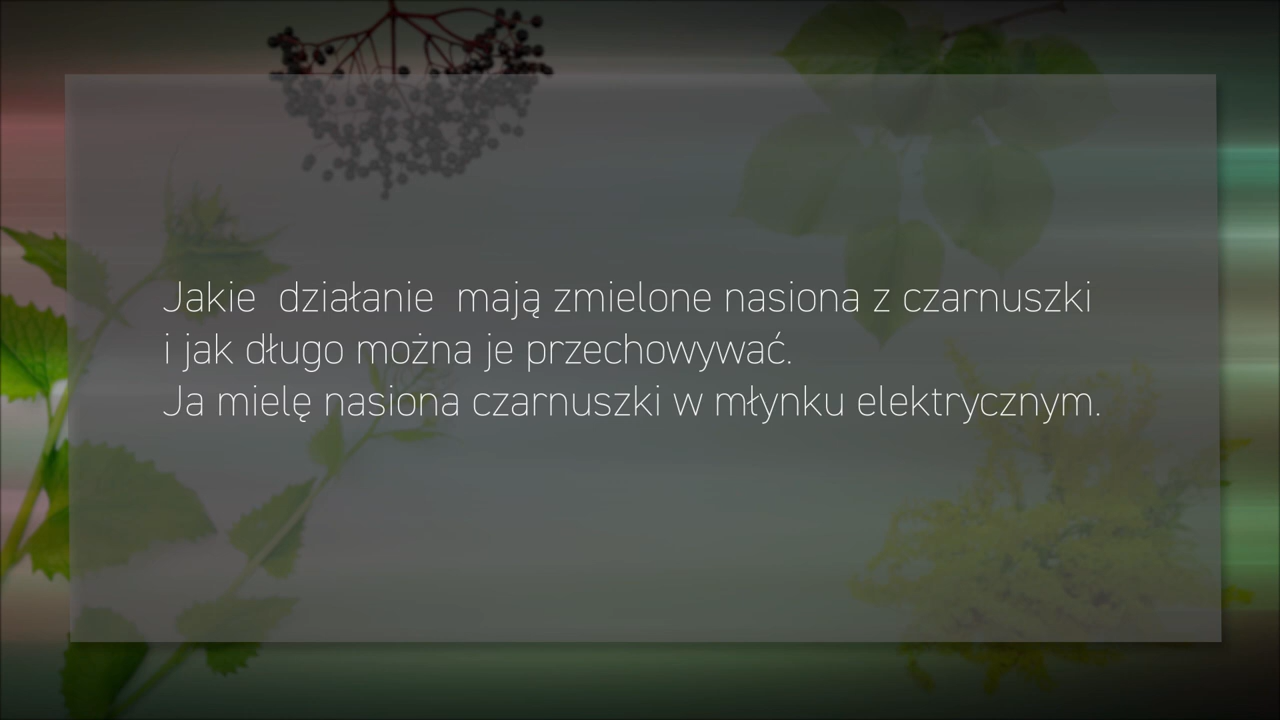 Jakie działanie mają zmielone nasiona z czarnuszki
i jak długo można je przechowywać.
Ja mielę nasiona czarnuszki w młynku elektrycznym.